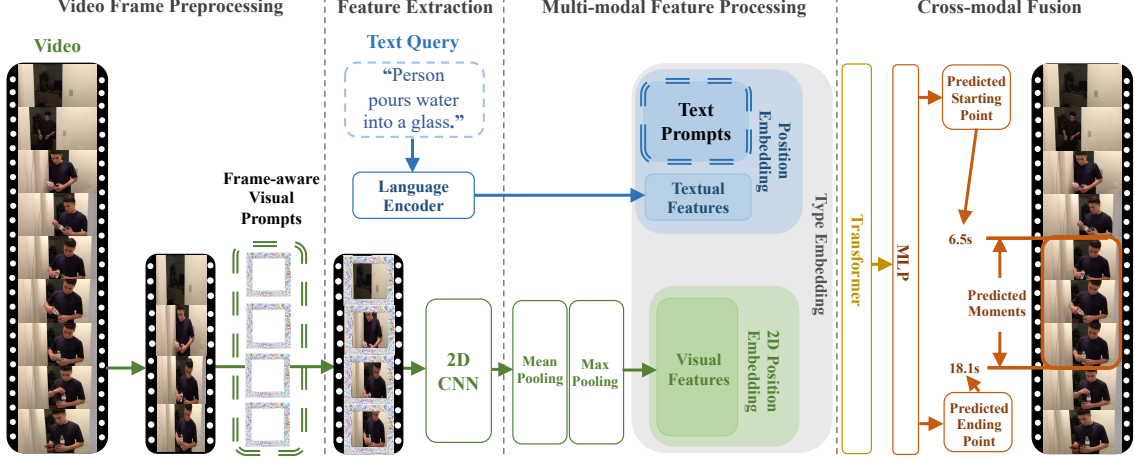 Video Frame Preprocessing
Feature Extraction
Multi-modal Feature Processing
Cross-modal Fusion
Video
Text Query
“Person
pours water
into a glass.”
Language
Encoder
Frame-aware
Visual
Prompts
2D
CNN
Mean
Pooling
Max
Pooling
Text
Prompts
Textual
Features
Position
Embedding
Visual
Features
2D Position
Embedding
Type Embedding
Transformer
MLP
Predicted
Starting
Point
6.5s
Predicted
Moments
18.1s
Predicted
Ending
Point